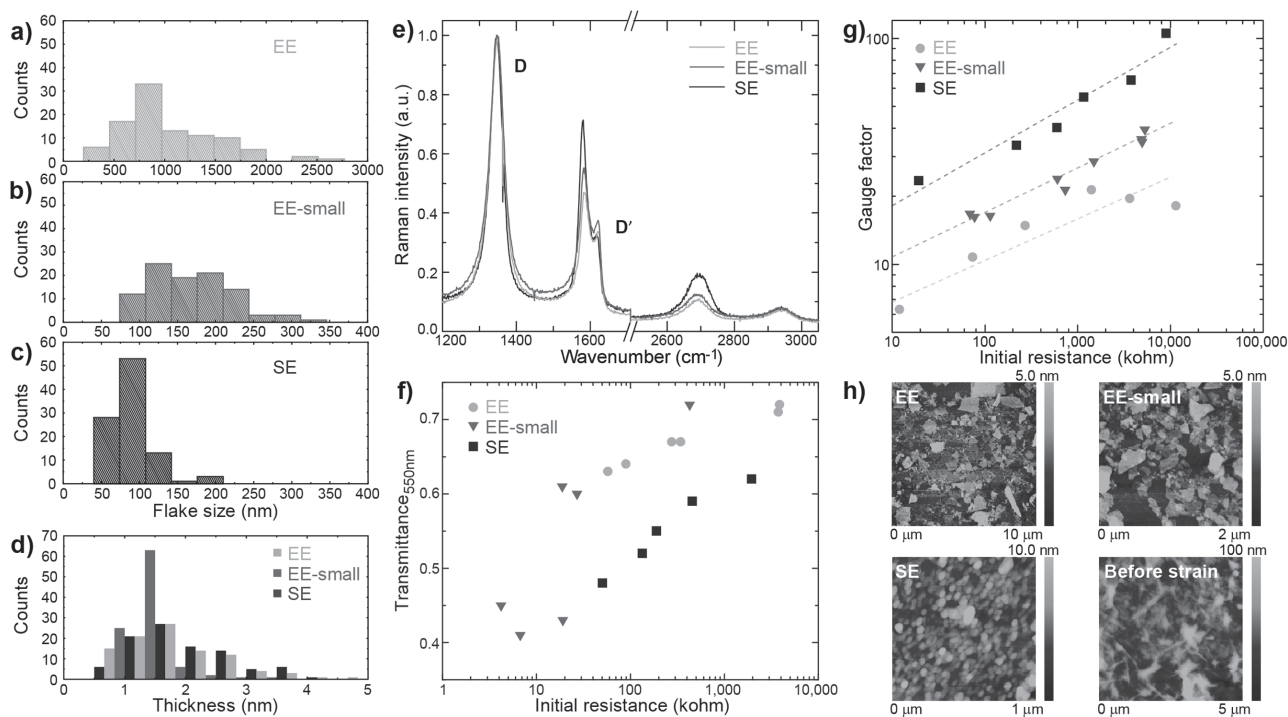 a)
EE
Counts
60
50
40
30
20
10
0
0 500 1000 1500 2000 2500 3000
b)
EE-small
Counts
60
50
40
30
20
10
0
0 50 100 150 200 250 300 350 400
c)
SE
Counts
60
50
40
30
20
10
0
0 50 100 150 200 250 300 350 400
Flake size (nm)
d)
EE
EE-small
SE
Counts
70
60
50
40
30
20
10
0
0 1 2 3 4 5
Thickness (nm)
e)
D
D′
EE
EE-small
SE
Raman intensity (a.u.)
1.0
0.8
0.6
0.4
0.2
0.0
1200 1400 1600 2600 2800 3000
Wavenumber (cm-1)
f)
EE
EE-small
SE
Transmittance550nm
0.7
0.6
0.5
0.4
1 10 100 1,000 10,000
Initial resistance (kohm)
g)
EE
EE-small
SE
Gauge factor
100
10
10 100 1,000 10,000 100,000
Initial resistance (kohm)
h)
5.0 nm
EE
0 μm 10 μm
5.0 nm
EE-small
0 μm 2 μm
10.0 nm
SE
0 μm 1 μm
100 nm
Before strain
0 μm 5 μm